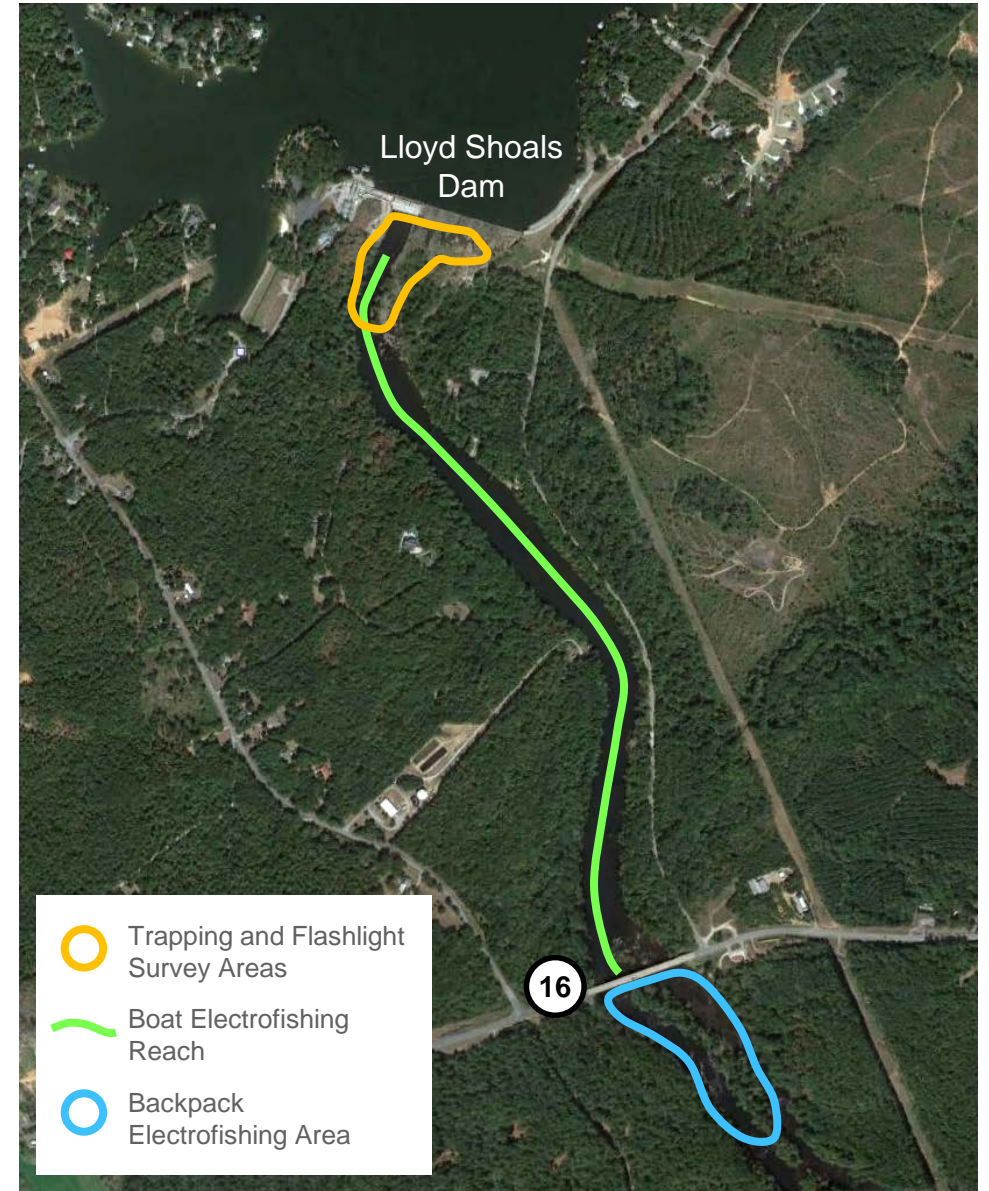 Lloyd Shoals
Dam
16
Trapping and Flashlight
Survey Areas
Boat Electrofishing
Reach
Backpack
Electrofishing Area